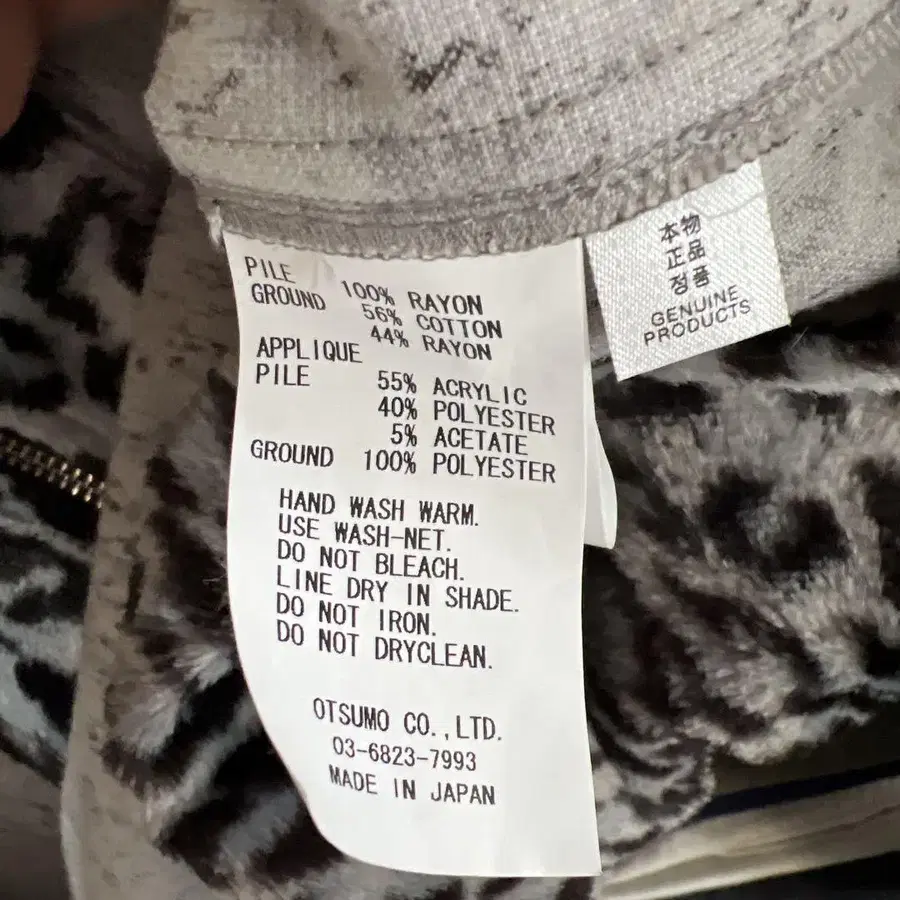 PILE 100% RAYON
GROUND 56% COTTON
44% RAYON
APPLIQUE
PILE 55% ACRYLIC
40% POLYESTER
5% ACETATE
GROUND 100% POLYESTER
HAND WASH WARM.
USE WASH-NET.
DO NOT BLEACH.
LINE DRY IN SHADE.
DO NOT IRON.
DO NOT DRYCLEAN.
OTSUMO CO.,LTD.
03-6823-7993
MADE IN JAPAN
本物
正品
정품
GENUINE
PRODUCTS